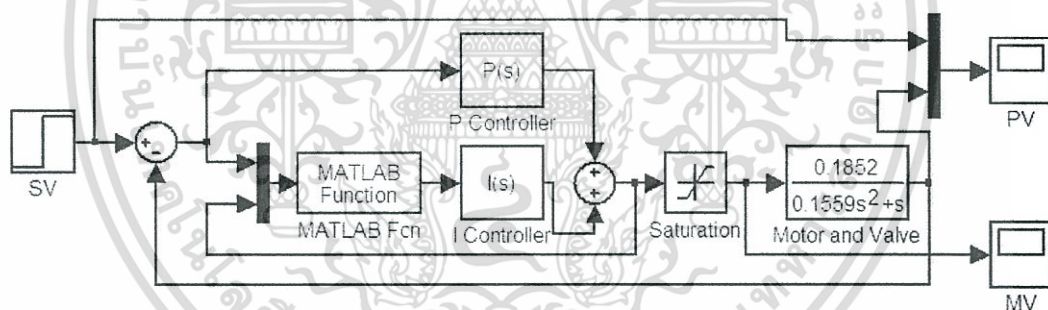 P(s)
P Controller
PV
SV
MATLAB
Function
MATLAB Fcn
I(s)
I Controller
Saturation
0.1852
0.1559s²+s
Motor and Valve
MV